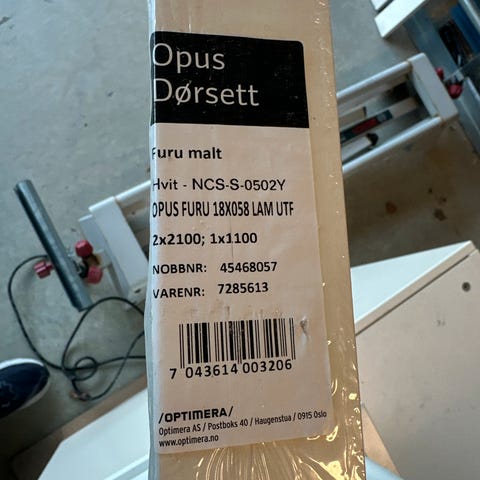 Opus
Dørsett
Furu malt
Hvit - NCS-S-0502Y
OPUS FURU 18X058 LAM UTF
2x2100; 1x1100
NOBBNR: 45468057
VARENR: 7285613
7 043614 003206
/OPTIMERA/
Optimera AS / Postboks 40 / Haugenstua / 0915 Oslo
www.optimera.no